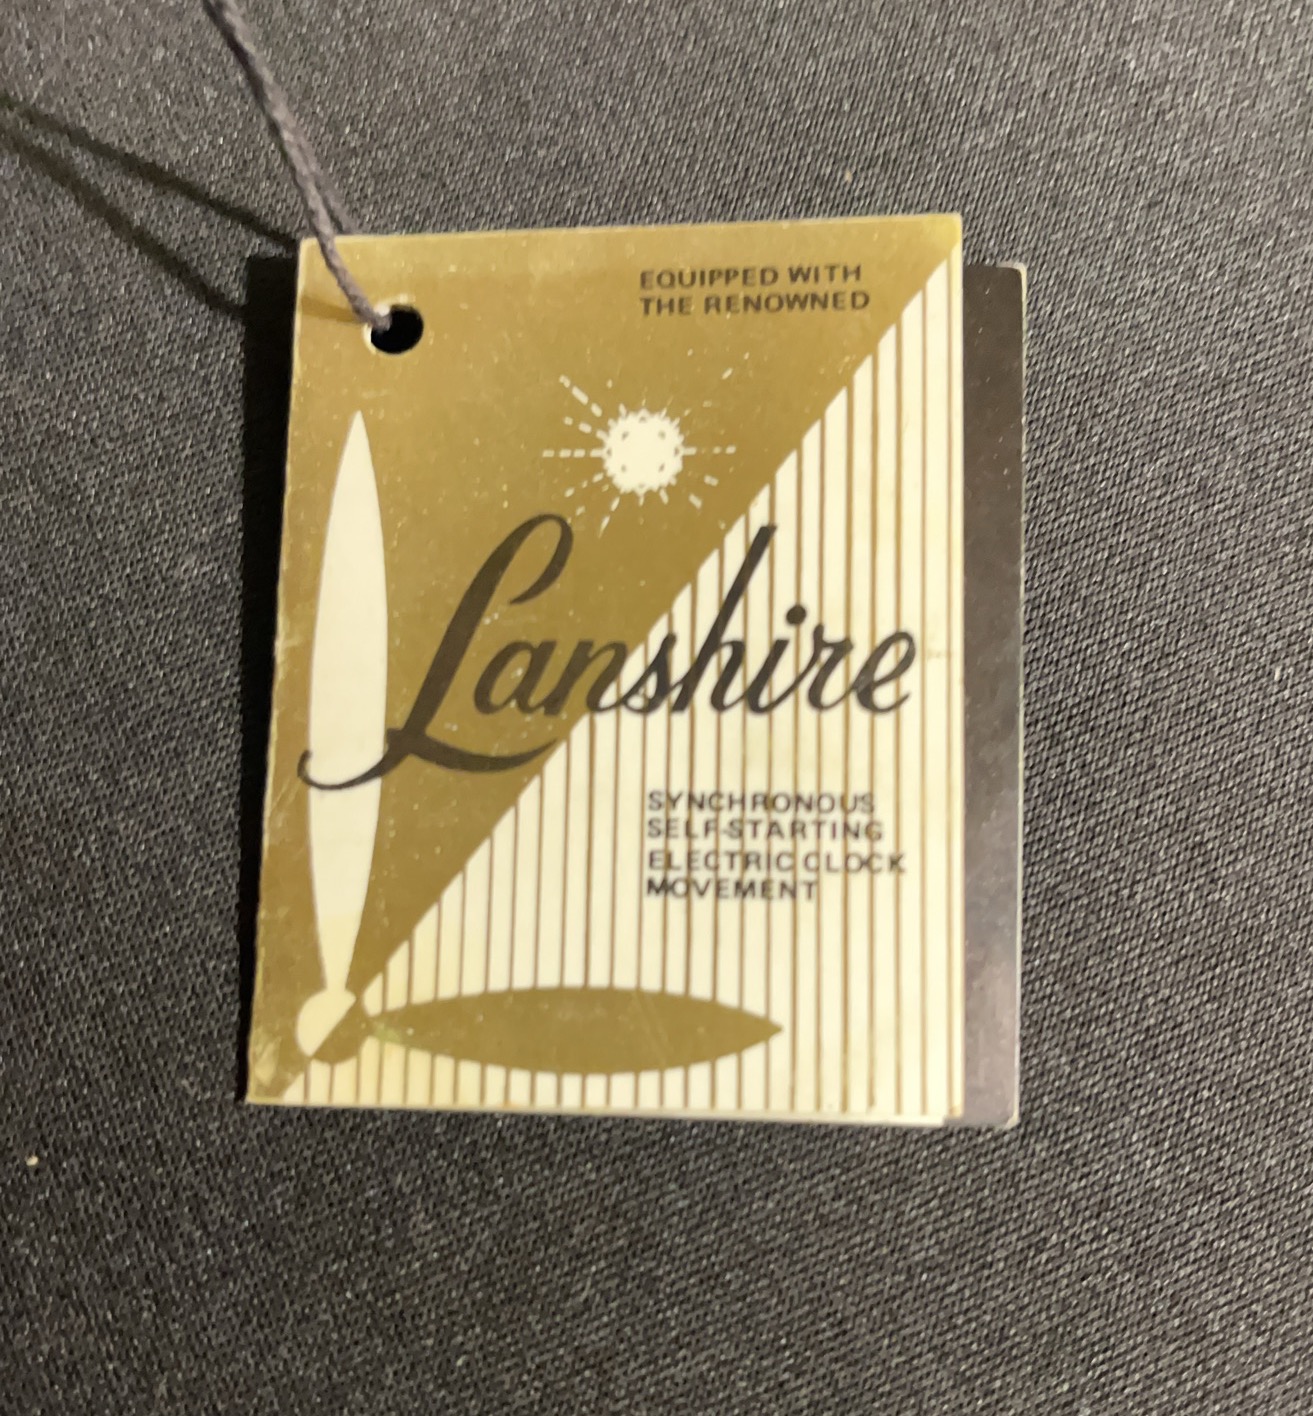 EQUIPPED WITH
THE RENOWNED
Lanshire
SYNCHRONOUS
SELF-STARTING
ELECTRIC CLOCK
MOVEMENT